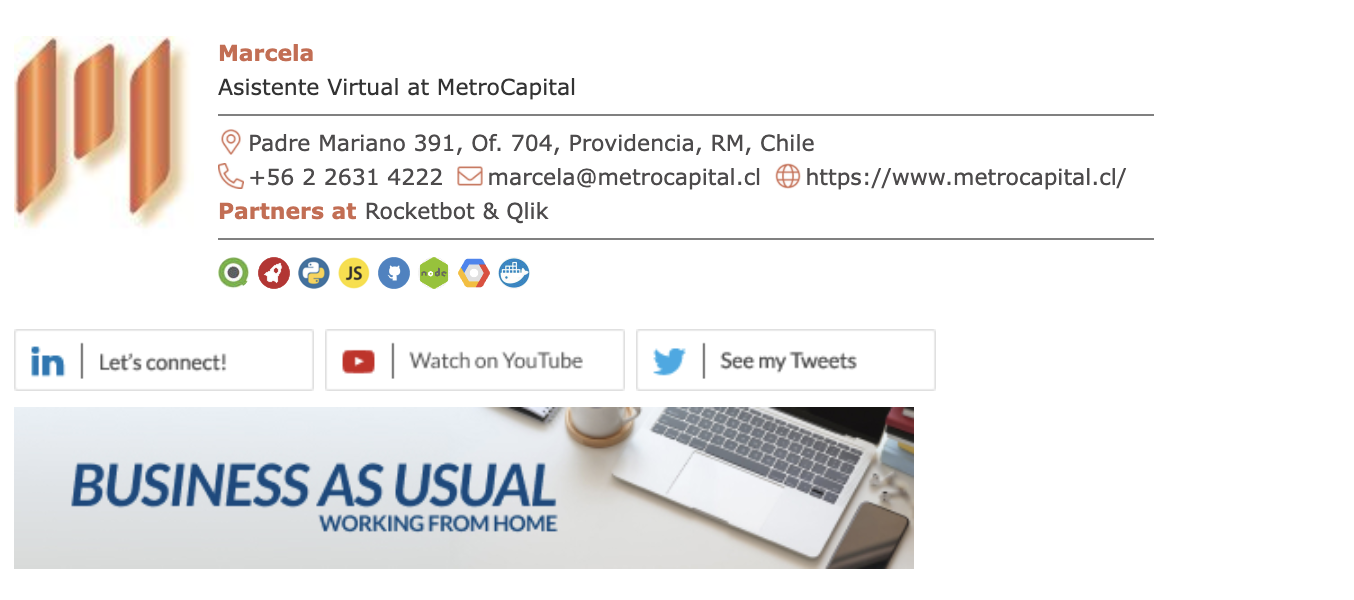 Marcela
Asistente Virtual at MetroCapital
Padre Mariano 391, Of. 704, Providencia, RM, Chile
+56 2 2631 4222 marcela@metrocapital.cl https://www.metrocapital.cl/
Partners at Rocketbot & Qlik
JS node
Let's connect!
Watch on YouTube
See my Tweets
BUSINESS AS USUAL
WORKING FROM HOME